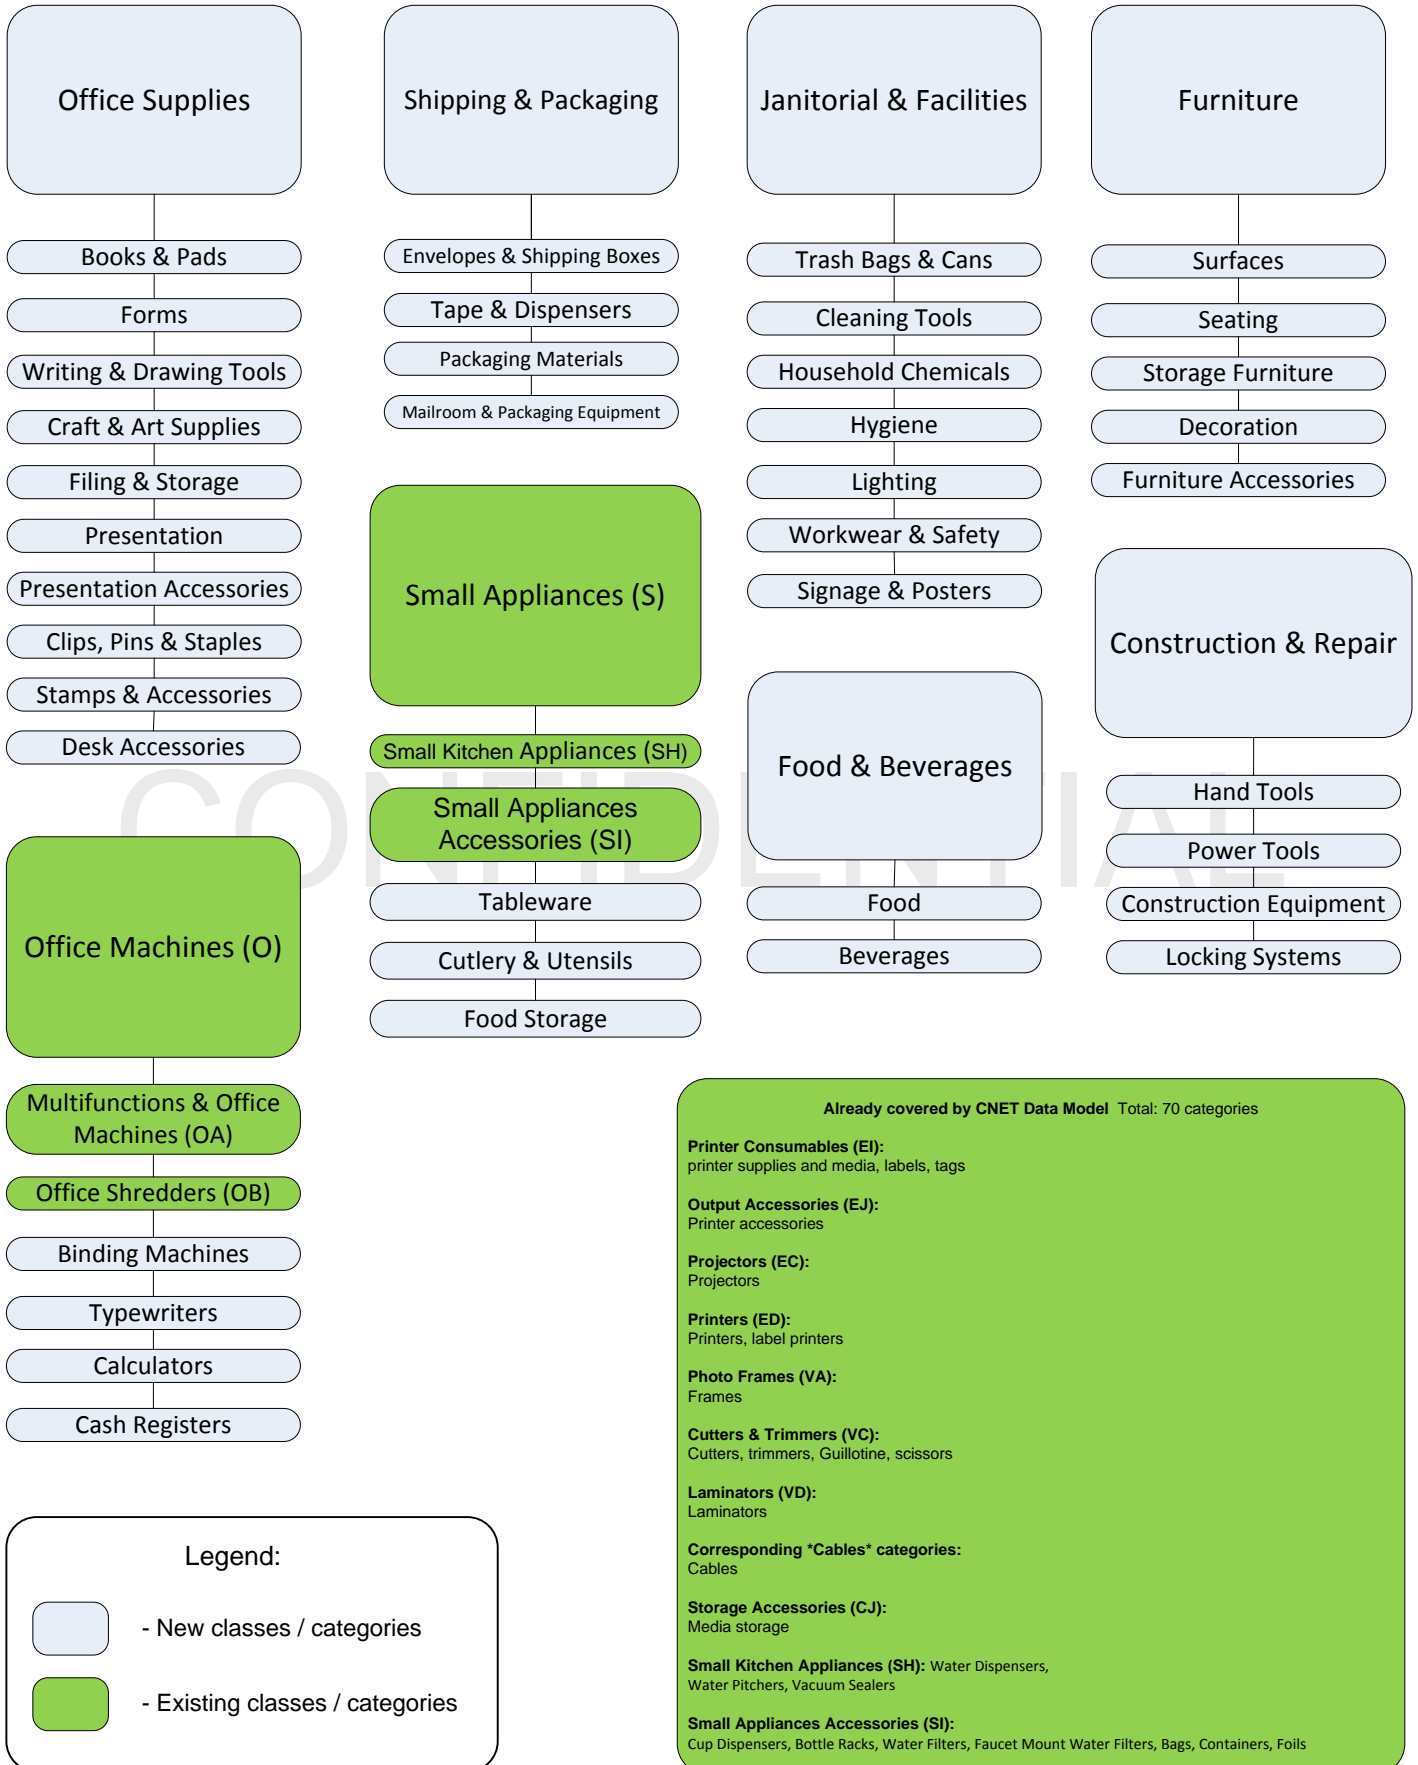 Office Supplies
Books & Pads
Forms
Writing & Drawing Tools
Craft & Art Supplies
Filing & Storage
Presentation
Presentation Accessories
Clips, Pins & Staples
Stamps & Accessories
Desk Accessories
Shipping & Packaging
Envelopes & Shipping Boxes
Tape & Dispensers
Packaging Materials
Mailroom & Packaging Equipment
Janitorial & Facilities
Trash Bags & Cans
Cleaning Tools
Household Chemicals
Hygiene
Lighting
Workwear & Safety
Signage & Posters
Furniture
Surfaces
Seating
Storage Furniture
Decoration
Furniture Accessories
Small Appliances (S)
Small Kitchen Appliances (SH)
Small Appliances
Accessories (SI)
Tableware
Cutlery & Utensils
Food Storage
Food & Beverages
Food
Beverages
Construction & Repair
Hand Tools
Power Tools
Construction Equipment
Locking Systems
CONFIDENTIAL
Office Machines (O)
Multifunctions & Office
Machines (OA)
Office Shredders (OB)
Binding Machines
Typewriters
Calculators
Cash Registers
Already covered by CNET Data Model Total: 70 categories
Printer Consumables (EI):
printer supplies and media, labels, tags
Output Accessories (EJ):
Printer accessories
Projectors (EC):
Projectors
Printers (ED):
Printers, label printers
Photo Frames (VA):
Frames
Cutters & Trimmers (VC):
Cutters, trimmers, Guillotine, scissors
Laminators (VD):
Laminators
Corresponding *Cables* categories:
Cables
Storage Accessories (CJ):
Media storage
Small Kitchen Appliances (SH): Water Dispensers,
Water Pitchers, Vacuum Sealers
Small Appliances Accessories (SI):
Cup Dispensers, Bottle Racks, Water Filters, Faucet Mount Water Filters, Bags, Containers, Foils
Legend:
- New classes / categories
- Existing classes / categories